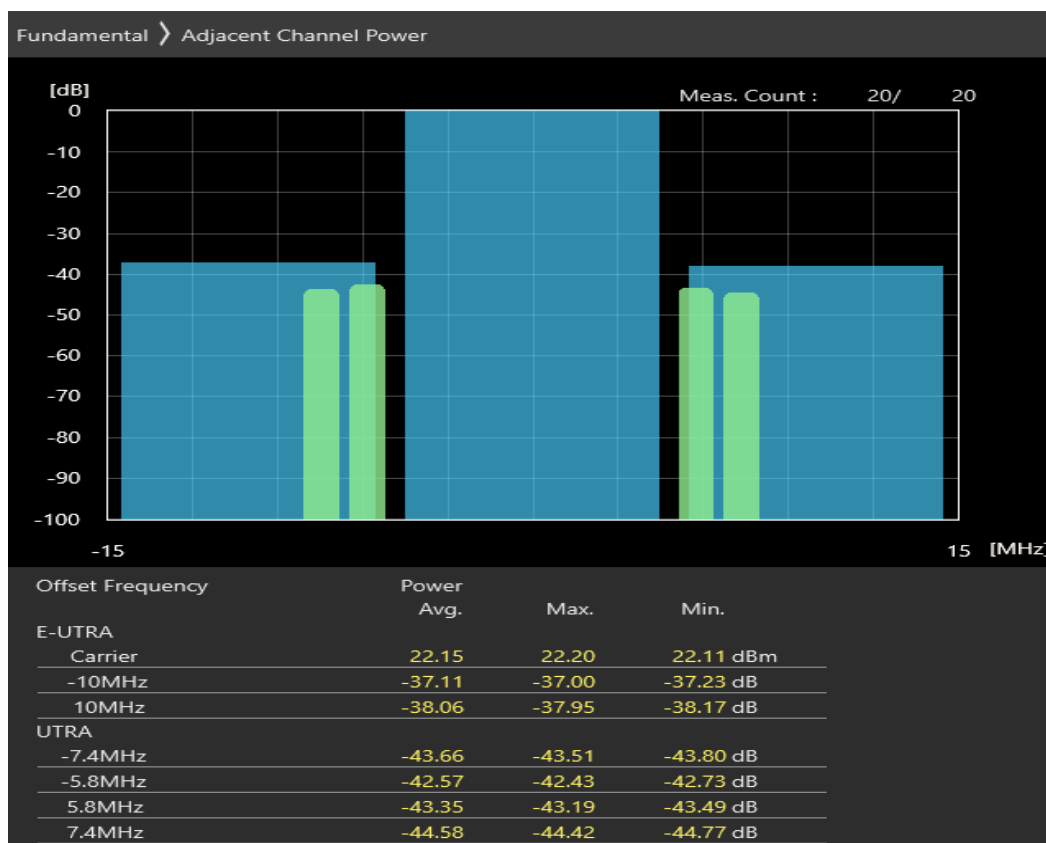 Fundamental 〉 Adjacent Channel Power
[dB]
Meas. Count : 20/ 20
0
-10
-20
-30
-40
-50
-60
-70
-80
-90
-100
-15 15 [MHz]
Offset Frequency Power
Avg. Max. Min.
E-UTRA
Carrier 22.15 22.20 22.11 dBm
-10MHz -37.11 -37.00 -37.23 dB
10MHz -38.06 -37.95 -38.17 dB
UTRA
-7.4MHz -43.66 -43.51 -43.80 dB
-5.8MHz -42.57 -42.43 -42.73 dB
5.8MHz -43.35 -43.19 -43.49 dB
7.4MHz -44.58 -44.42 -44.77 dB